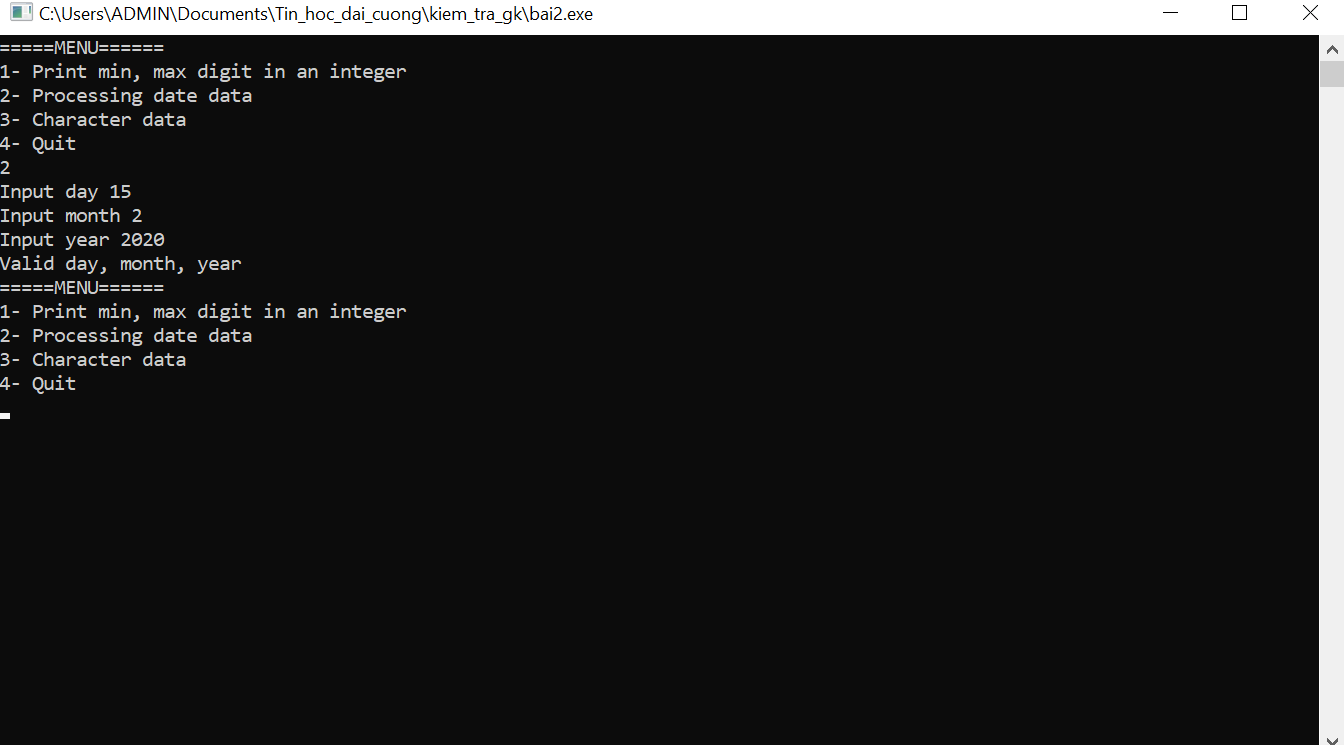 C:\Users\ADMIN\Documents\Tin_hoc_dai_cuong\kiem_tra_gk\bai2.exe
=====MENU======
1- Print min, max digit in an integer
2- Processing date data
3- Character data
4- Quit
2
Input day 15
Input month 2
Input year 2020
Valid day, month, year
=====MENU======
1- Print min, max digit in an integer
2- Processing date data
3- Character data
4- Quit